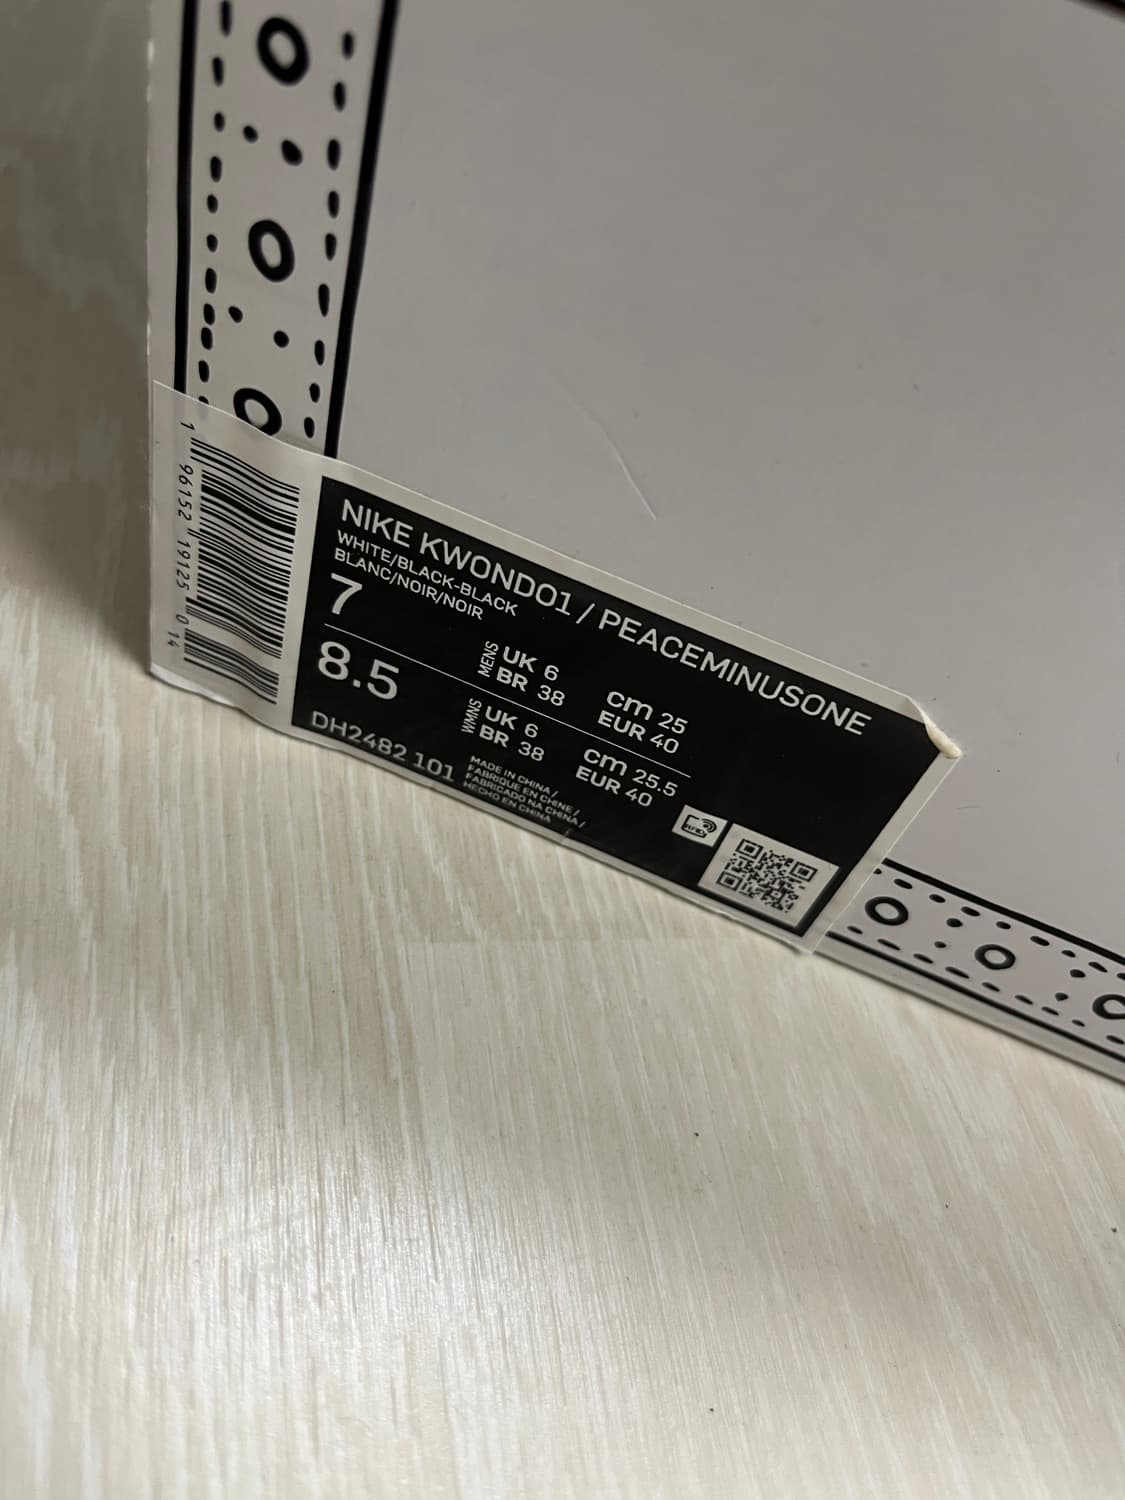 NIKE KWONDO1 / PEACEMINUSONE
WHITE/BLACK-BLACK
BLANC/NOIR/NOIR
7
MENS
UK 6
BR 38
cm 25
EUR 40
8.5
WMNS
UK 6
BR 38
cm 25.5
EUR 40
DH2482 101
MADE IN CHINA /
FABRIQUE EN CHINE /
FABRICADO NA CHINA /
HECHO EN CHINA
1 96152 19125 0 14